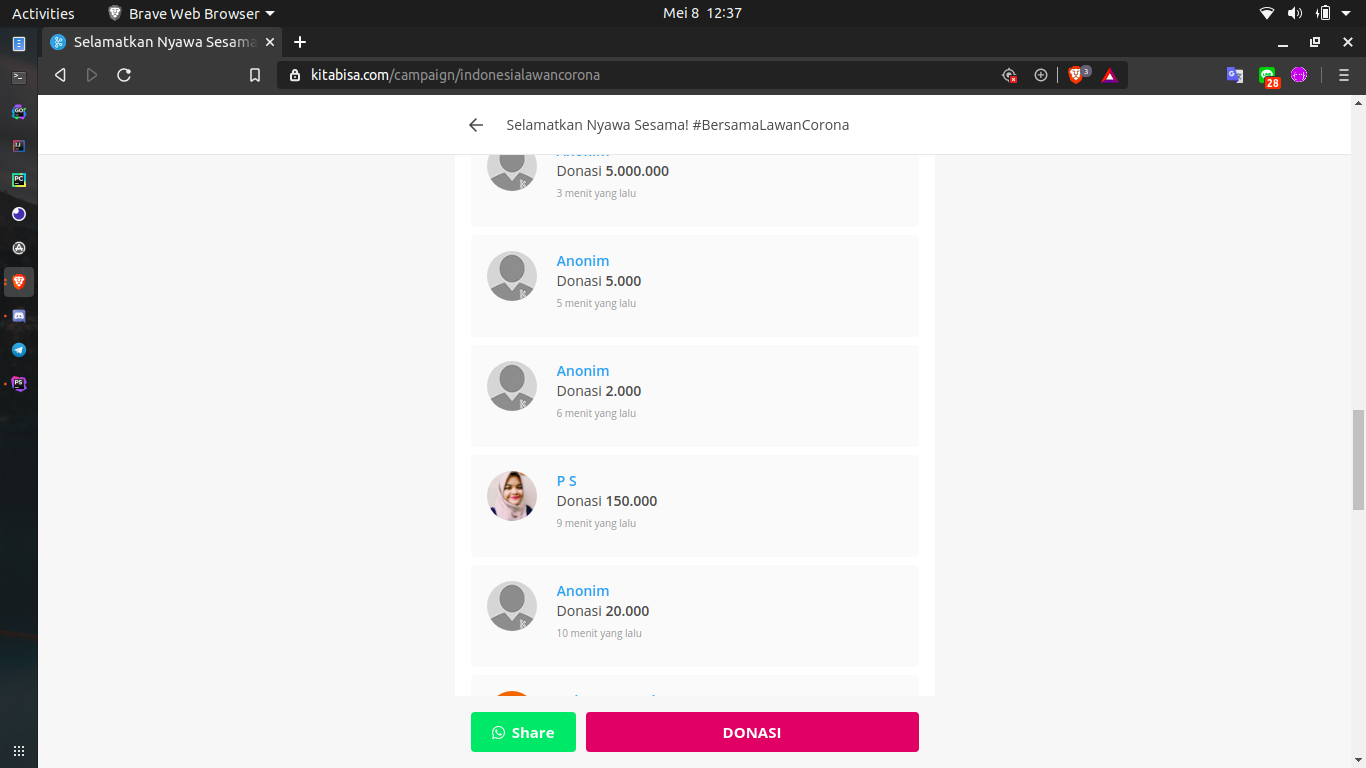 Activities
Brave Web Browser
Mei 8 12:37
Selamatkan Nyawa Sesama
kitabisa.com/campaign/indonesialawancorona
3
28
Selamatkan Nyawa Sesama! #BersamaLawanCorona
Anonim
Donasi 5.000.000
3 menit yang lalu
Anonim
Donasi 5.000
5 menit yang lalu
Anonim
Donasi 2.000
6 menit yang lalu
P S
Donasi 150.000
9 menit yang lalu
Anonim
Donasi 20.000
10 menit yang lalu
Share
DONASI